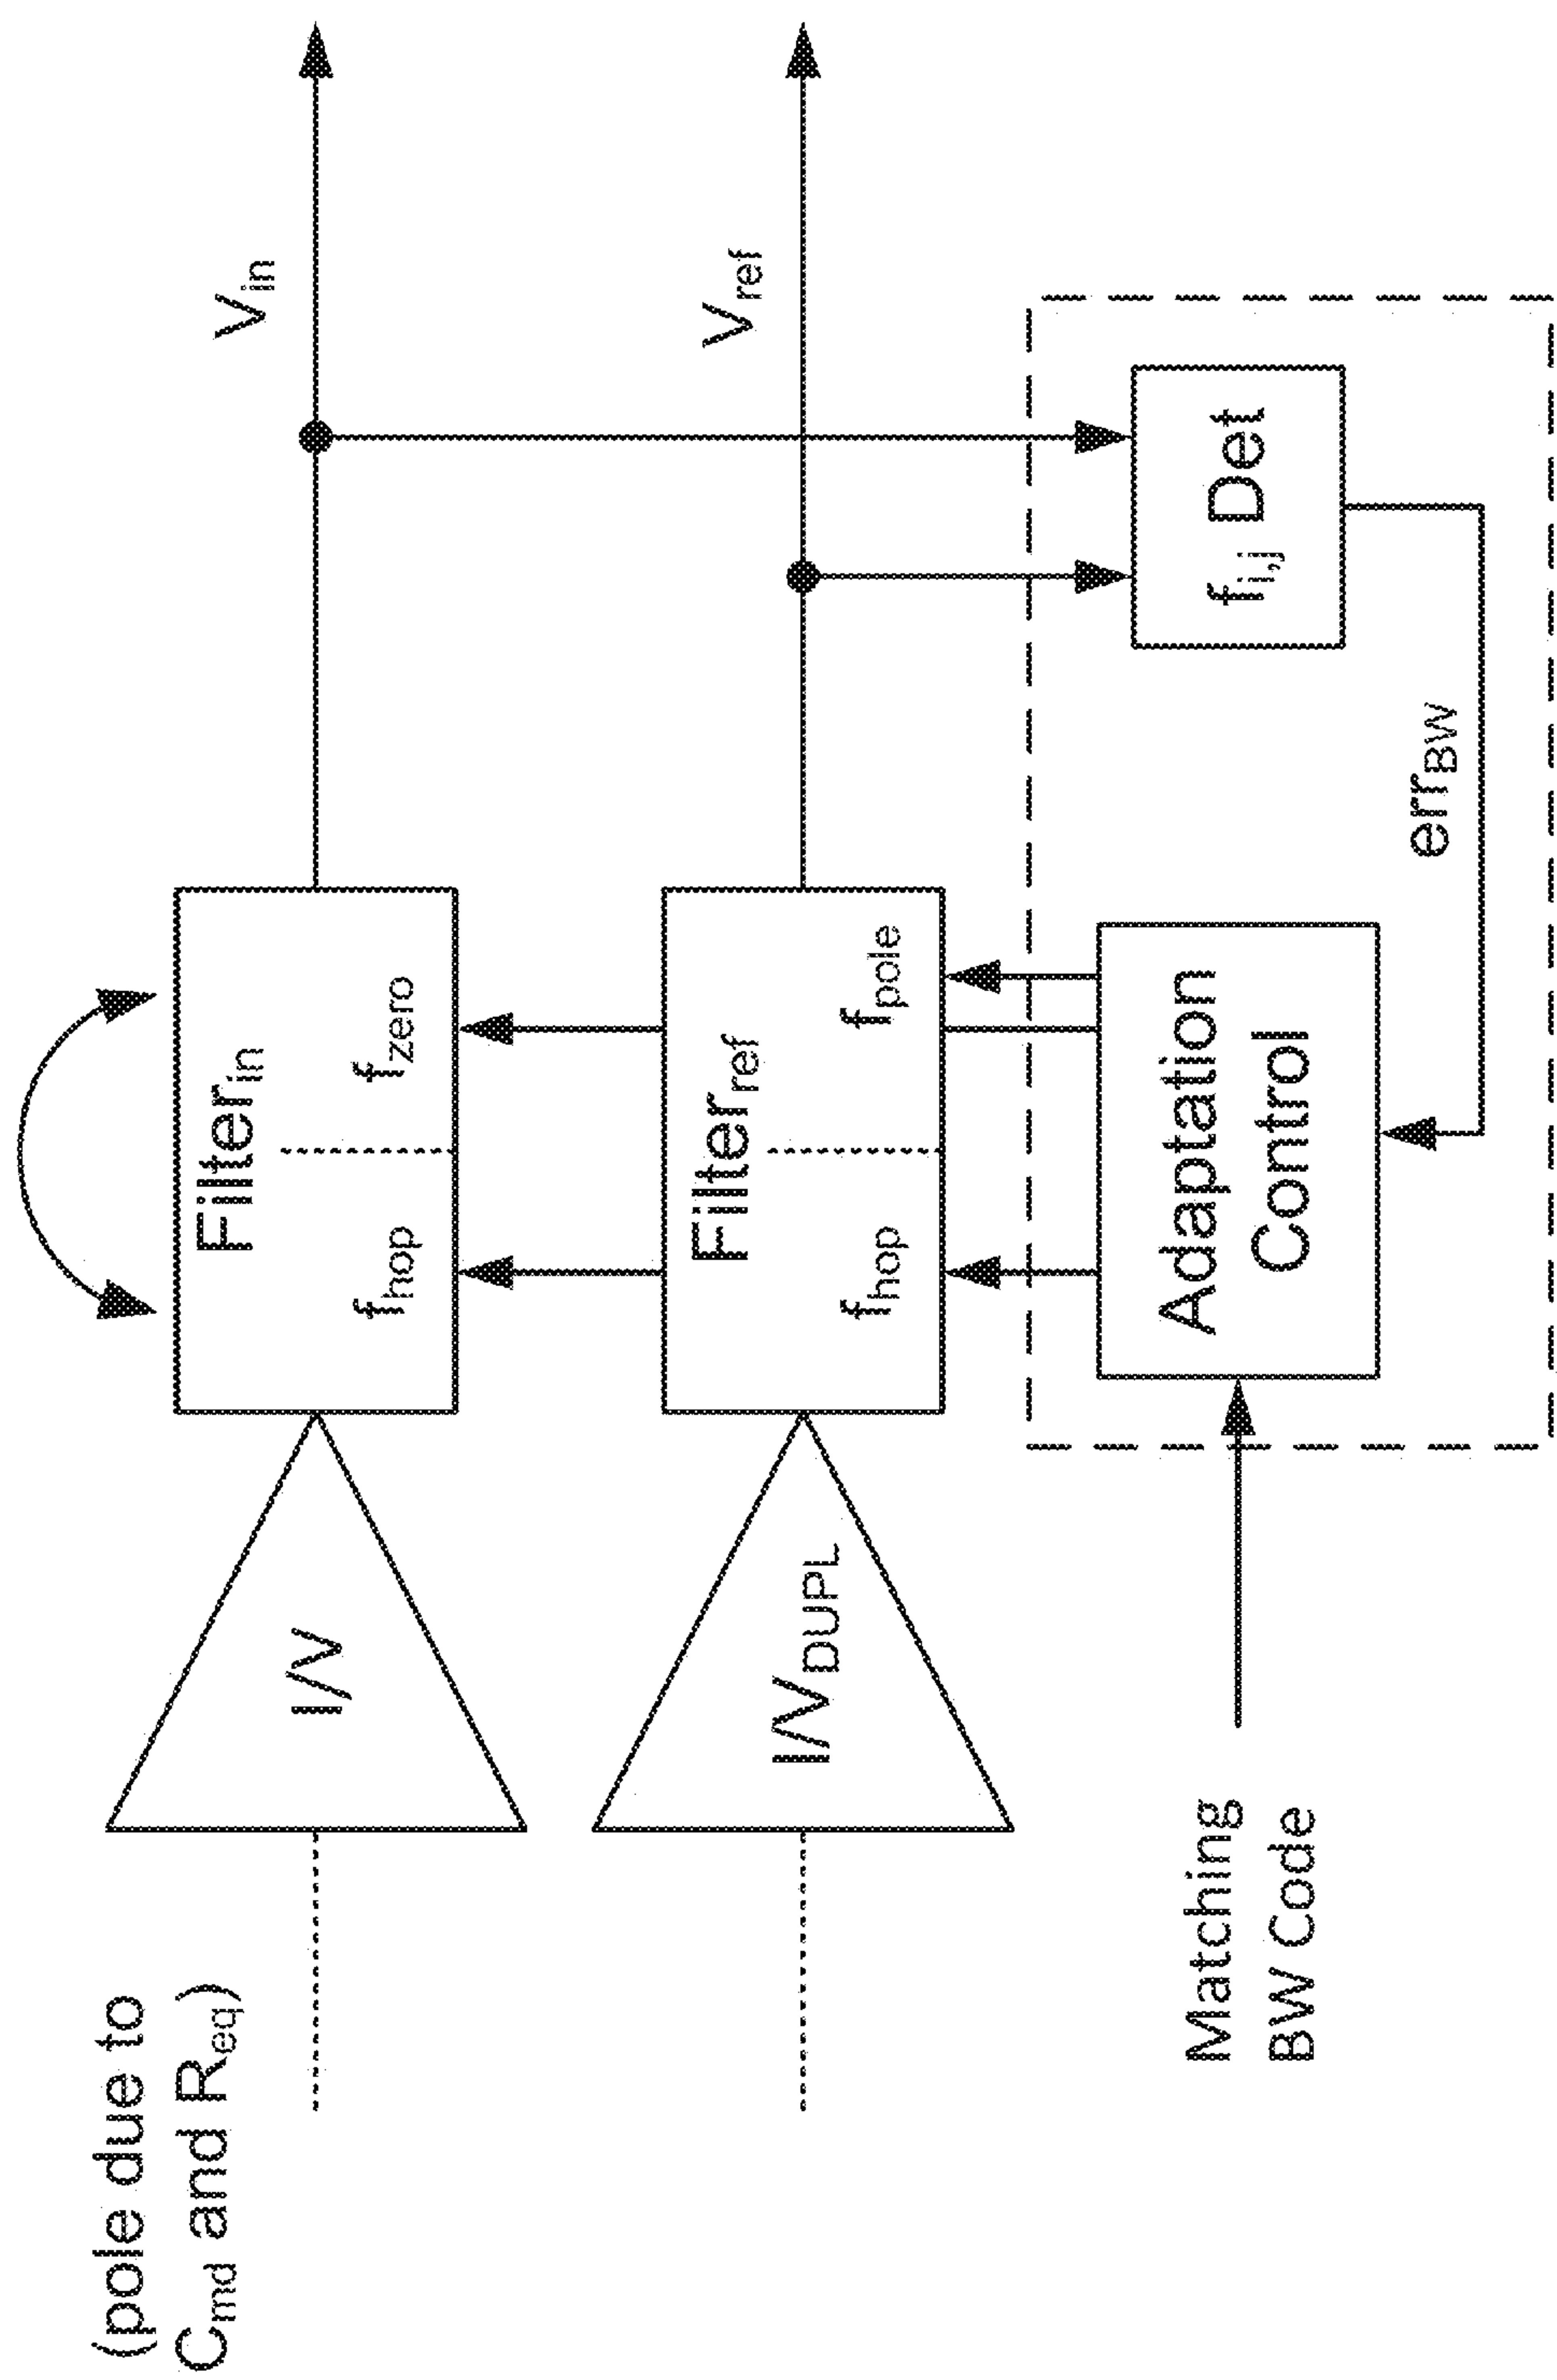 (pole due to
C_md and R_eq)
I/V
Filter_in
f_hop
f_zero
V_in
I/V_DUPL
Filter_ref
f_hop
f_pole
V_ref
Matching
BW Code
Adaptation
Control
f_i,j Det
err_BW